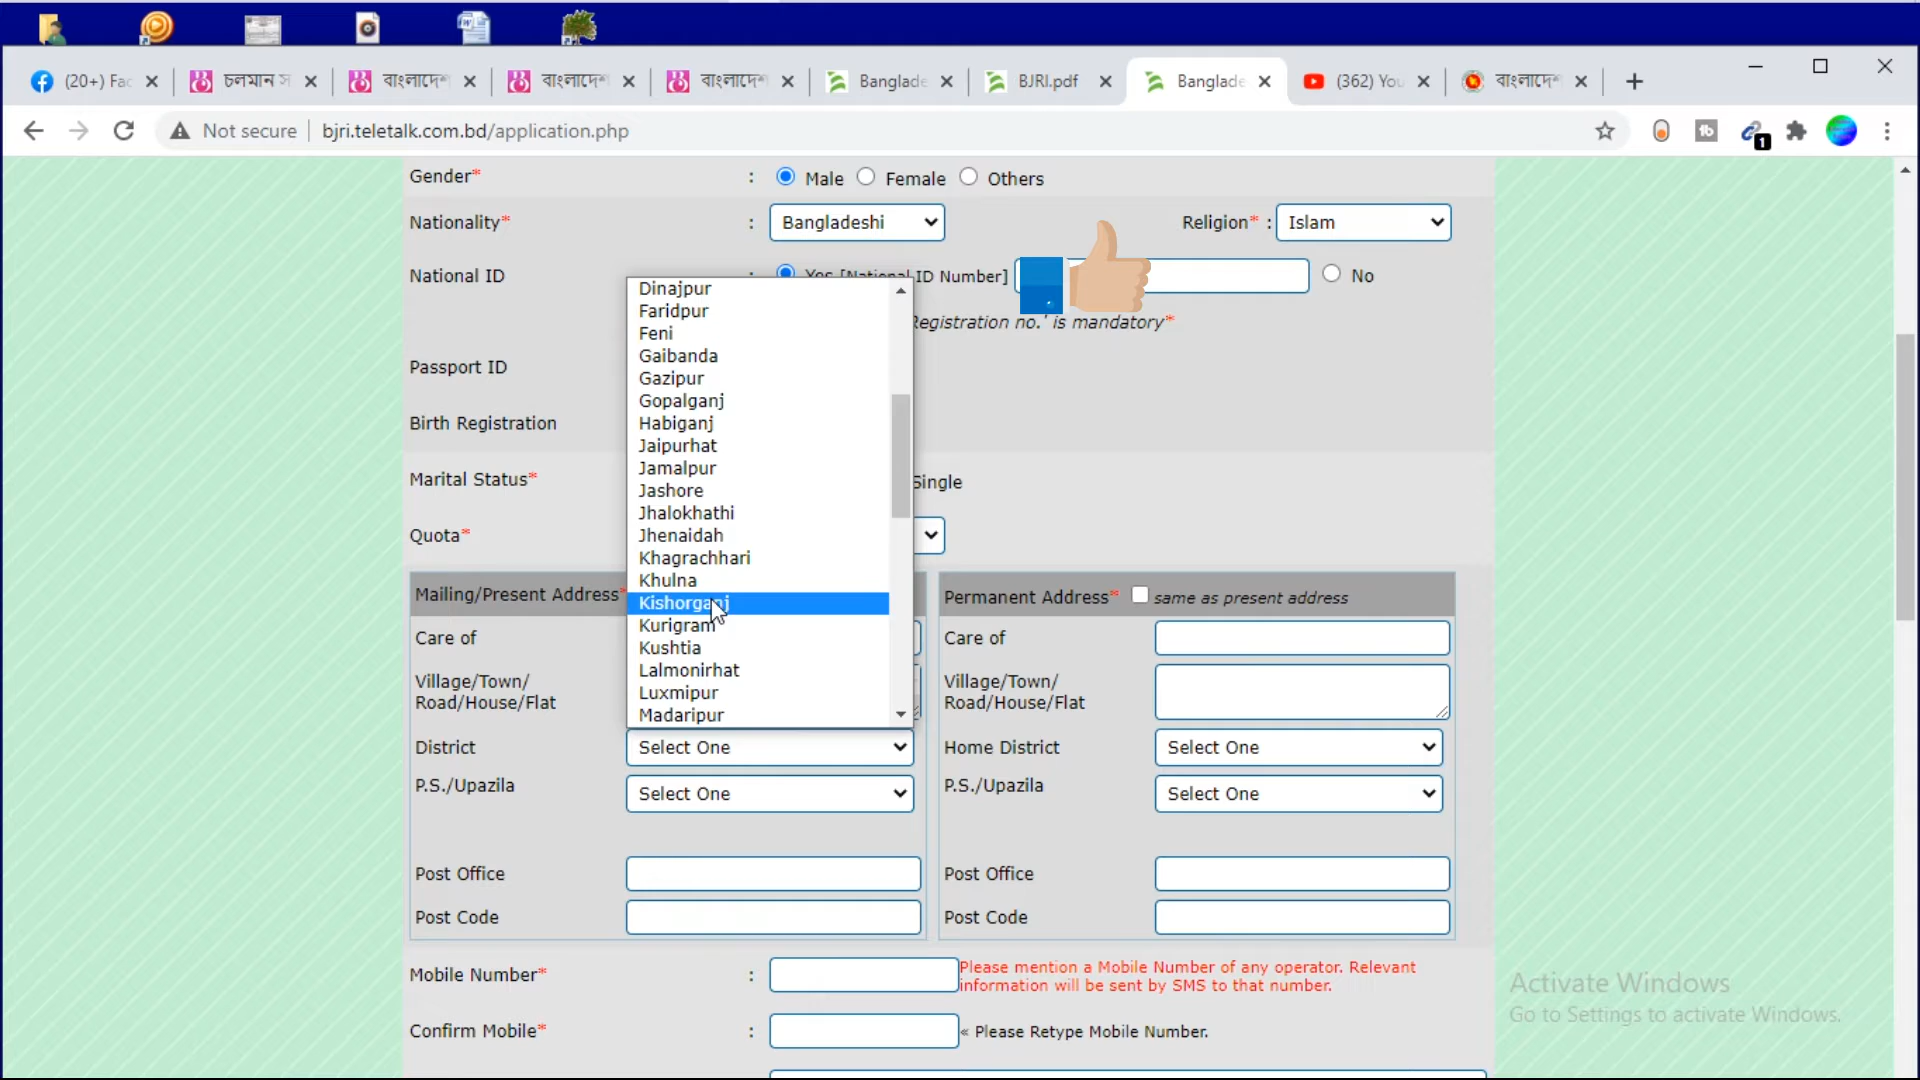 (20+) Fac
চলমান স
বাংলাদেশ
বাংলাদেশ
বাংলাদেশ
Banglade
BJRI.pdf
Banglade
(362) You
বাংলাদেশ
Not secure
bjri.teletalk.com.bd/application.php
1
Gender* : Male Female Others
Nationality* : Bangladeshi Religion* : Islam
National ID : Yes [National ID Number] No
Registration no.' is mandatory*
Passport ID
Birth Registration
Marital Status* Single
Quota*
Dinajpur
Faridpur
Feni
Gaibanda
Gazipur
Gopalganj
Habiganj
Jaipurhat
Jamalpur
Jashore
Jhalokhathi
Jhenaidah
Khagrachhari
Khulna
Kishorganj
Kurigram
Kushtia
Lalmonirhat
Luxmipur
Madaripur
Mailing/Present Address*
Care of
Village/Town/
Road/House/Flat
District Select One
P.S./Upazila Select One
Post Office
Post Code
Permanent Address* same as present address
Care of
Village/Town/
Road/House/Flat
Home District Select One
P.S./Upazila Select One
Post Office
Post Code
Mobile Number* : Please mention a Mobile Number of any operator. Relevant
information will be sent by SMS to that number.
Confirm Mobile* : « Please Retype Mobile Number.
Activate Windows
Go to Settings to activate Windows.